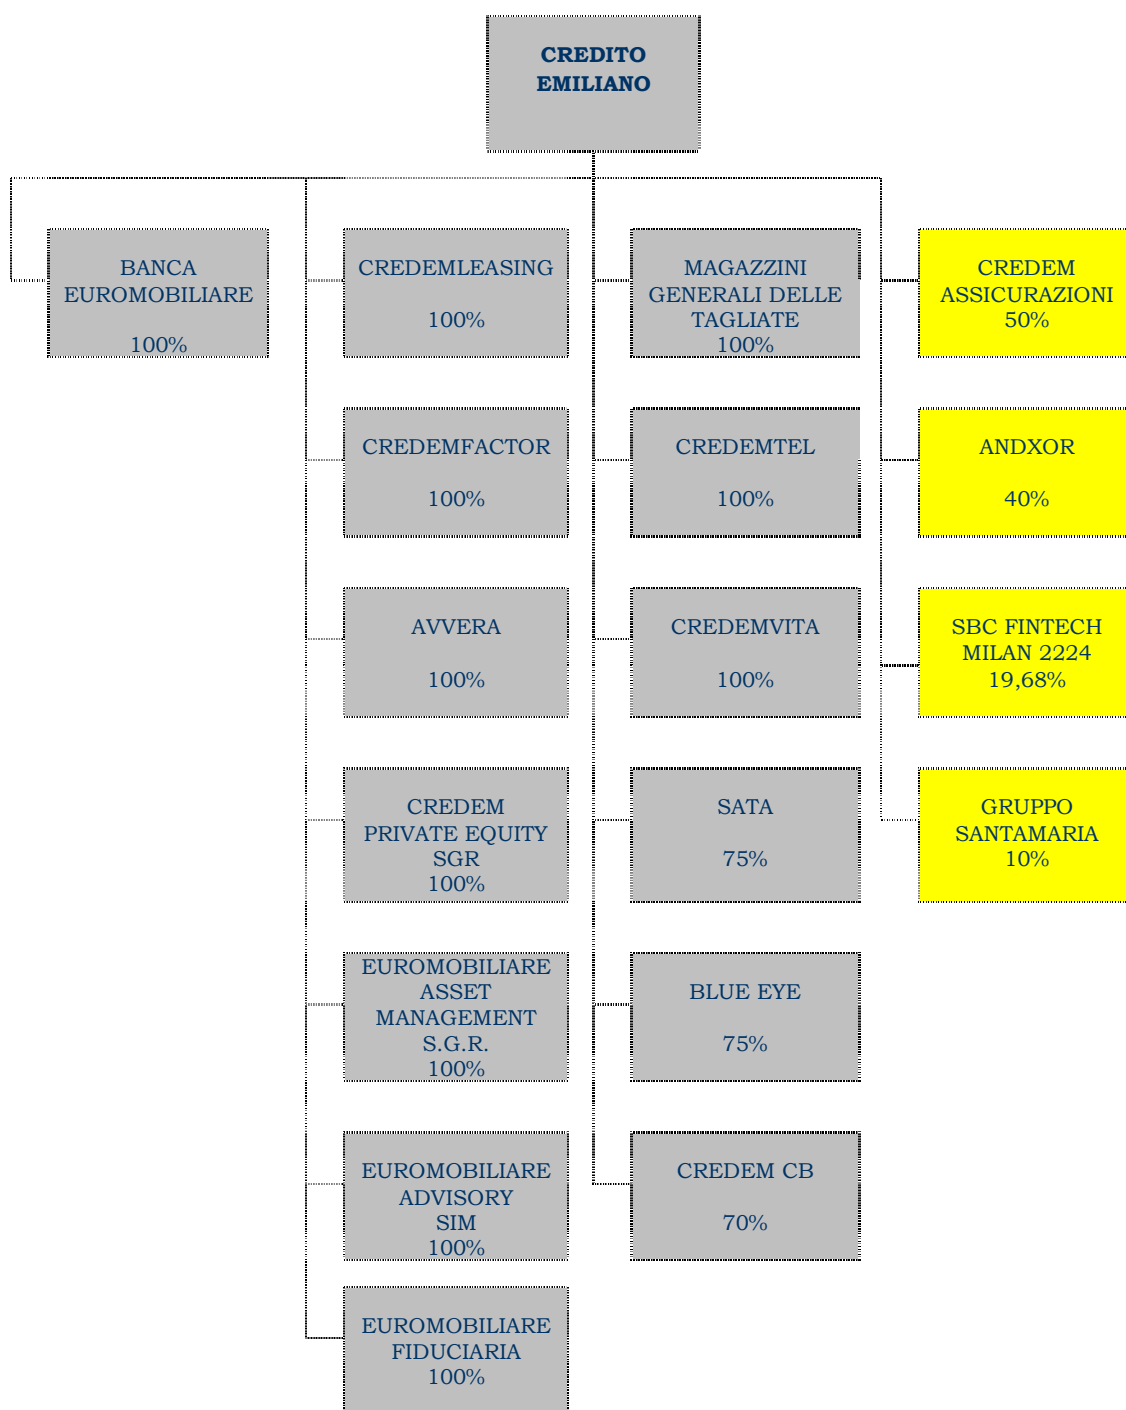 CREDITO
EMILIANO
BANCA
EUROMOBILIARE
100%
CREDEMLEASING
100%
MAGAZZINI
GENERALI DELLE
TAGLIATE
100%
CREDEM
ASSICURAZIONI
50%
CREDEMFACTOR
100%
CREDEMTEL
100%
ANDXOR
40%
AVVERA
100%
CREDEMVITA
100%
SBC FINTECH
MILAN 2224
19,68%
CREDEM
PRIVATE EQUITY
SGR
100%
SATA
75%
GRUPPO
SANTAMARIA
10%
EUROMOBILIARE
ASSET
MANAGEMENT
S.G.R.
100%
BLUE EYE
75%
EUROMOBILIARE
ADVISORY
SIM
100%
CREDEM CB
70%
EUROMOBILIARE
FIDUCIARIA
100%